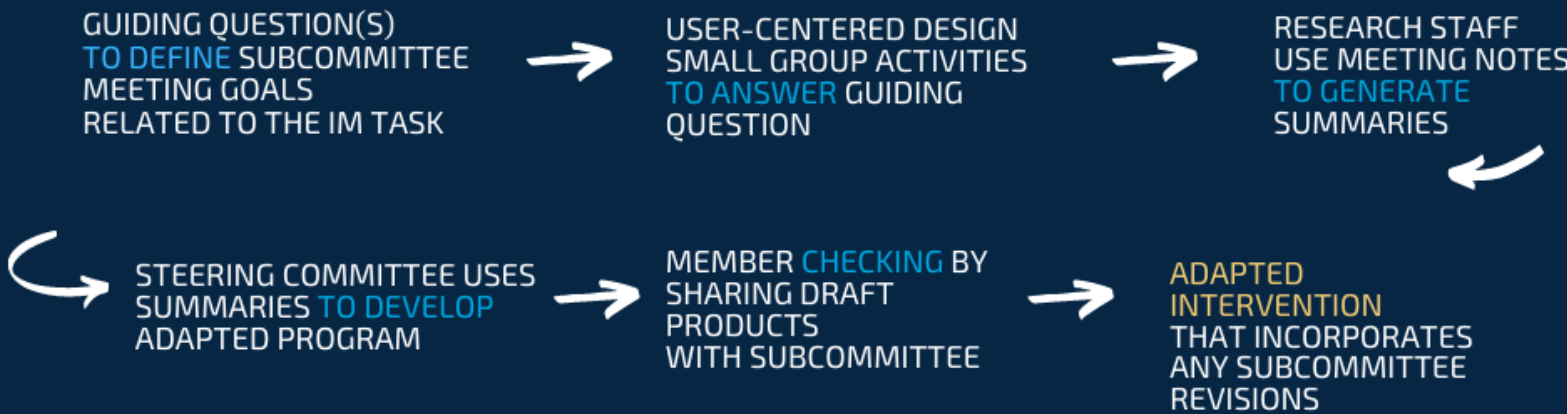 GUIDING QUESTION(S)
TO DEFINE SUBCOMMITTEE
MEETING GOALS
RELATED TO THE IM TASK
USER-CENTERED DESIGN
SMALL GROUP ACTIVITIES
TO ANSWER GUIDING
QUESTION
RESEARCH STAFF
USE MEETING NOTES
TO GENERATE
SUMMARIES
STEERING COMMITTEE USES
SUMMARIES TO DEVELOP
ADAPTED PROGRAM
MEMBER CHECKING BY
SHARING DRAFT
PRODUCTS
WITH SUBCOMMITTEE
ADAPTED
INTERVENTION
THAT INCORPORATES
ANY SUBCOMMITTEE
REVISIONS